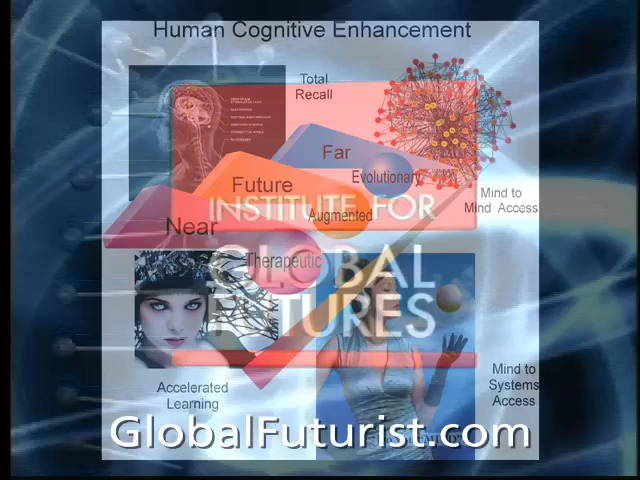 Human Cognitive Enhancement
Total
Recall
Far
Evolutionary
Future
Augmented
Mind to
Mind Access
INSTITUTE FOR
Near
Therapeutic
GLOBAL
FUTURES
Mind to
Systems
Access
Accelerated
Learning
GlobalFuturist.com